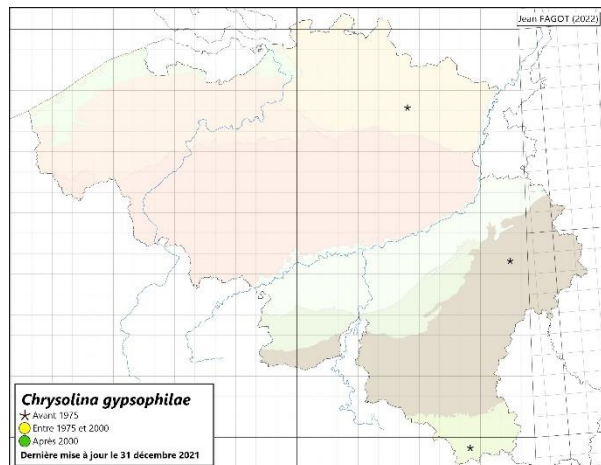 Jean FAGOT (2022)
Chrysolina gypsophilae
Avant 1975
Entre 1975 et 2000
Après 2000
Dernière mise à jour le 31 décembre 2021